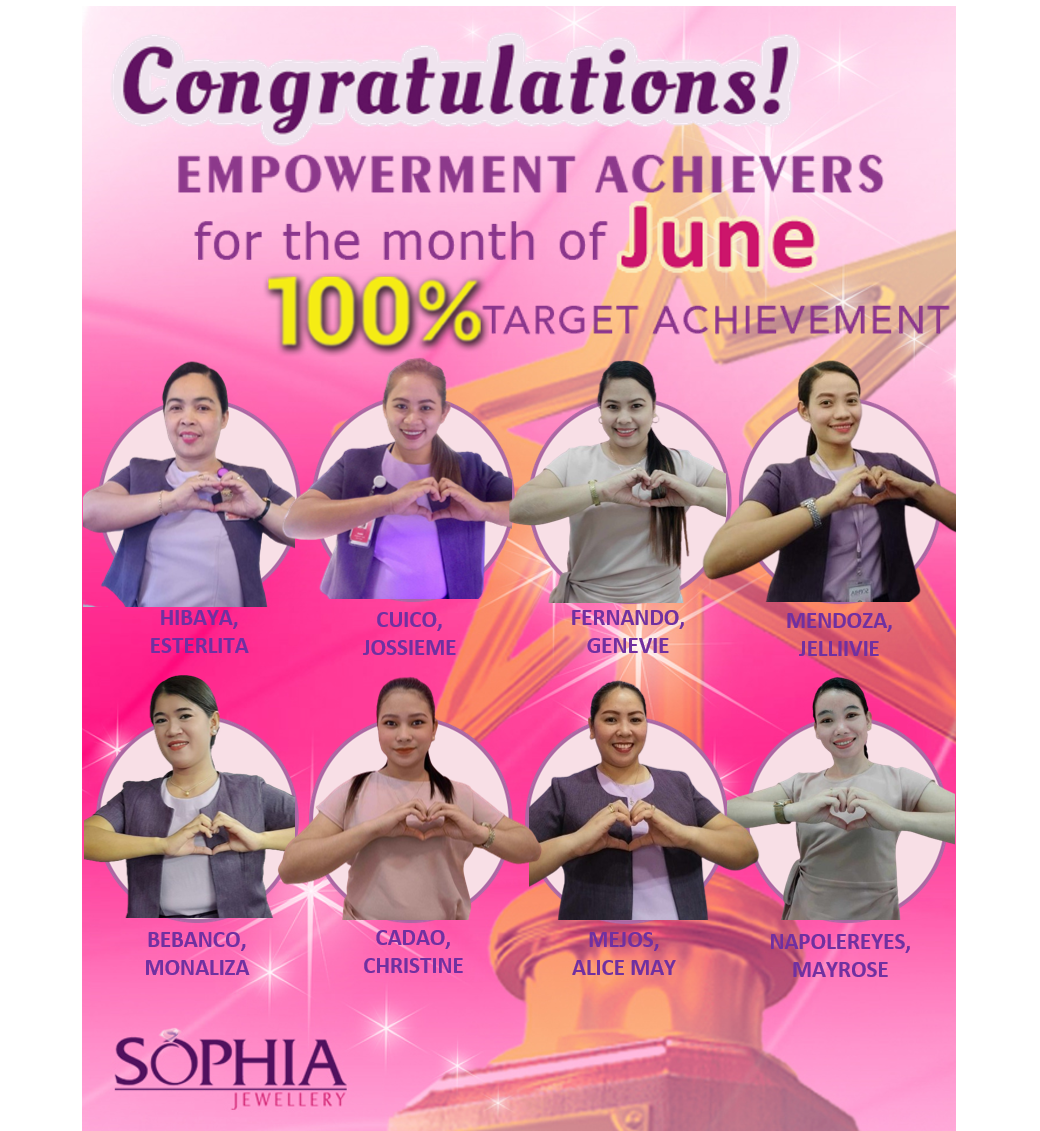 Congratulations!
EMPOWERMENT ACHIEVERS
for the month of June
100% TARGET ACHIEVEMENT
HIBAYA,
ESTERLITA
CUICO,
JOSSIEME
FERNANDO,
GENEVIE
MENDOZA,
JELLIIVIE
BEBANCO,
MONALIZA
CADAO,
CHRISTINE
MEJOS,
ALICE MAY
NAPOLEREYES,
MAYROSE
SOPHIA
JEWELLERY